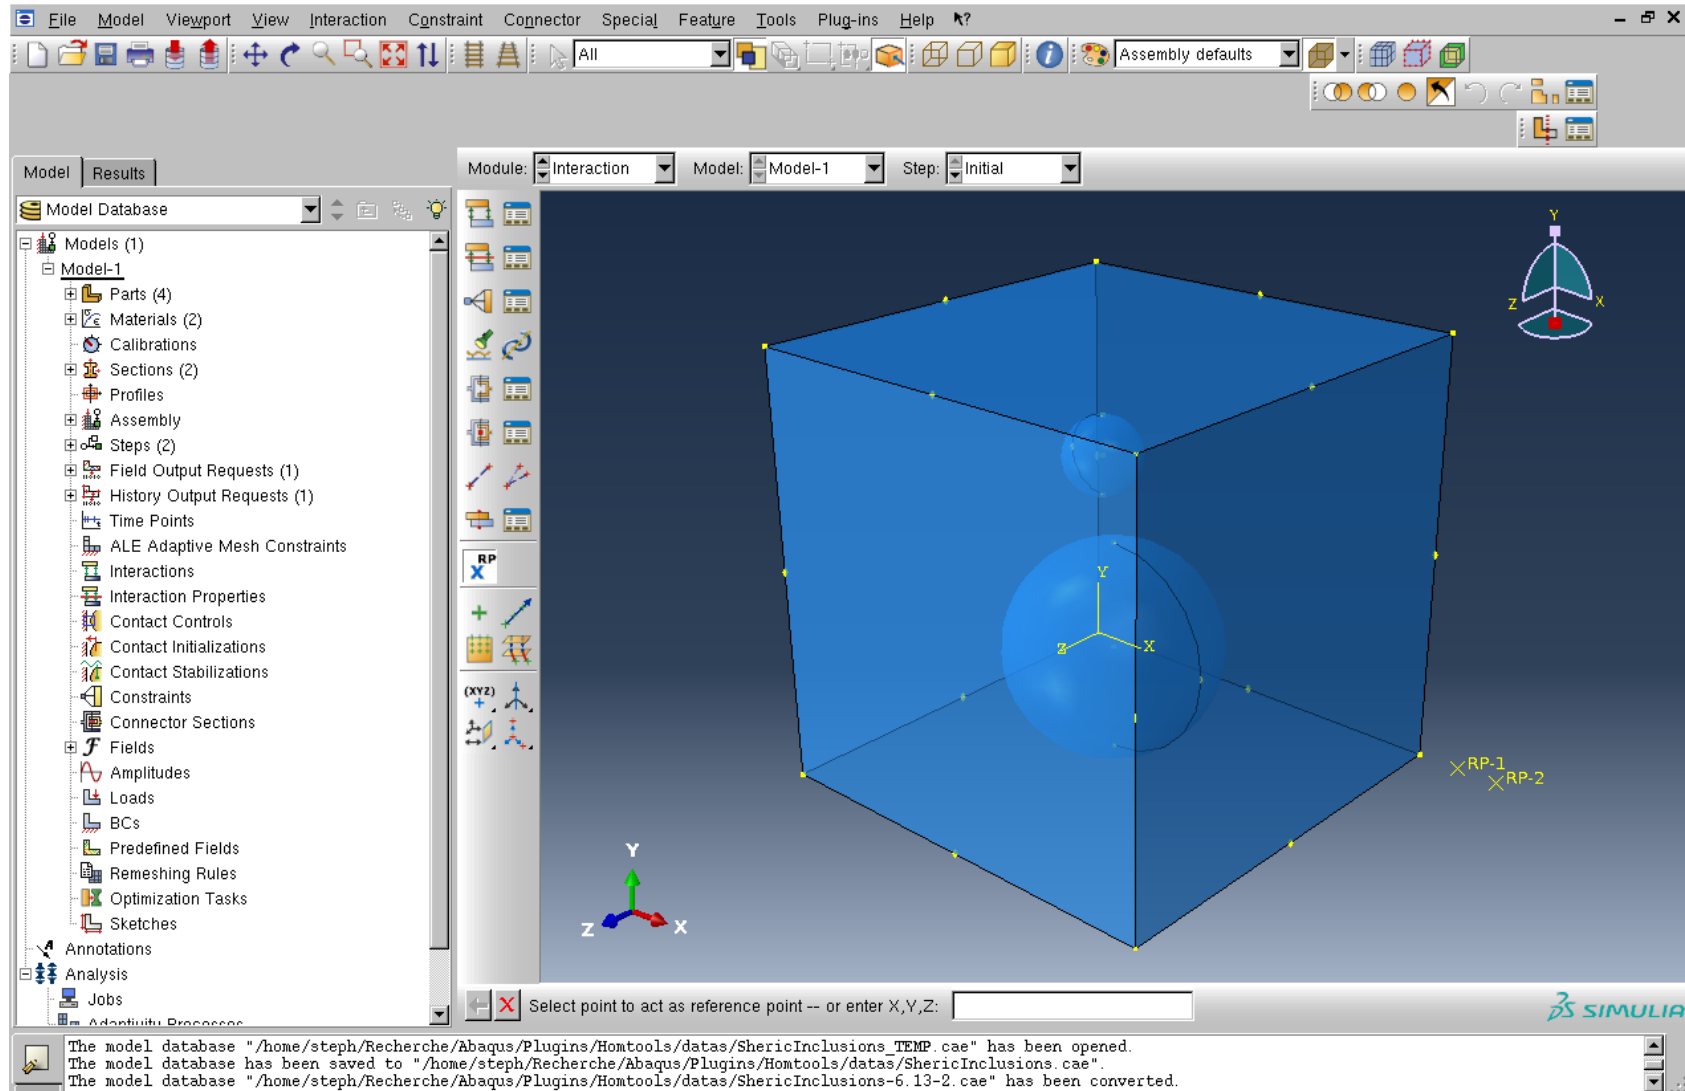 File Model Viewport View Interaction Constraint Connector Special Feature Tools Plug-ins Help
All
Assembly defaults
Model Results
Module: Interaction Model: Model-1 Step: Initial
Model Database
Models (1)
Model-1
Parts (4)
Materials (2)
Calibrations
Sections (2)
Profiles
Assembly
Steps (2)
Field Output Requests (1)
History Output Requests (1)
Time Points
ALE Adaptive Mesh Constraints
Interactions
Interaction Properties
Contact Controls
Contact Initializations
Contact Stabilizations
Constraints
Connector Sections
Fields
Amplitudes
Loads
BCs
Predefined Fields
Remeshing Rules
Optimization Tasks
Sketches
Annotations
Analysis
Jobs
Adaptivity Processes
RP
(XYZ)
Y
Z
X
Y
Z
X
RP-1
RP-2
Y
Z
X
Select point to act as reference point -- or enter X,Y,Z:
SIMULIA
The model database "/home/steph/Recherche/Abaqus/Plugins/Homtools/datas/ShericInclusions_TEMP.cae" has been opened.
The model database has been saved to "/home/steph/Recherche/Abaqus/Plugins/Homtools/datas/ShericInclusions.cae".
The model database "/home/steph/Recherche/Abaqus/Plugins/Homtools/datas/ShericInclusions-6.13-2.cae" has been converted.